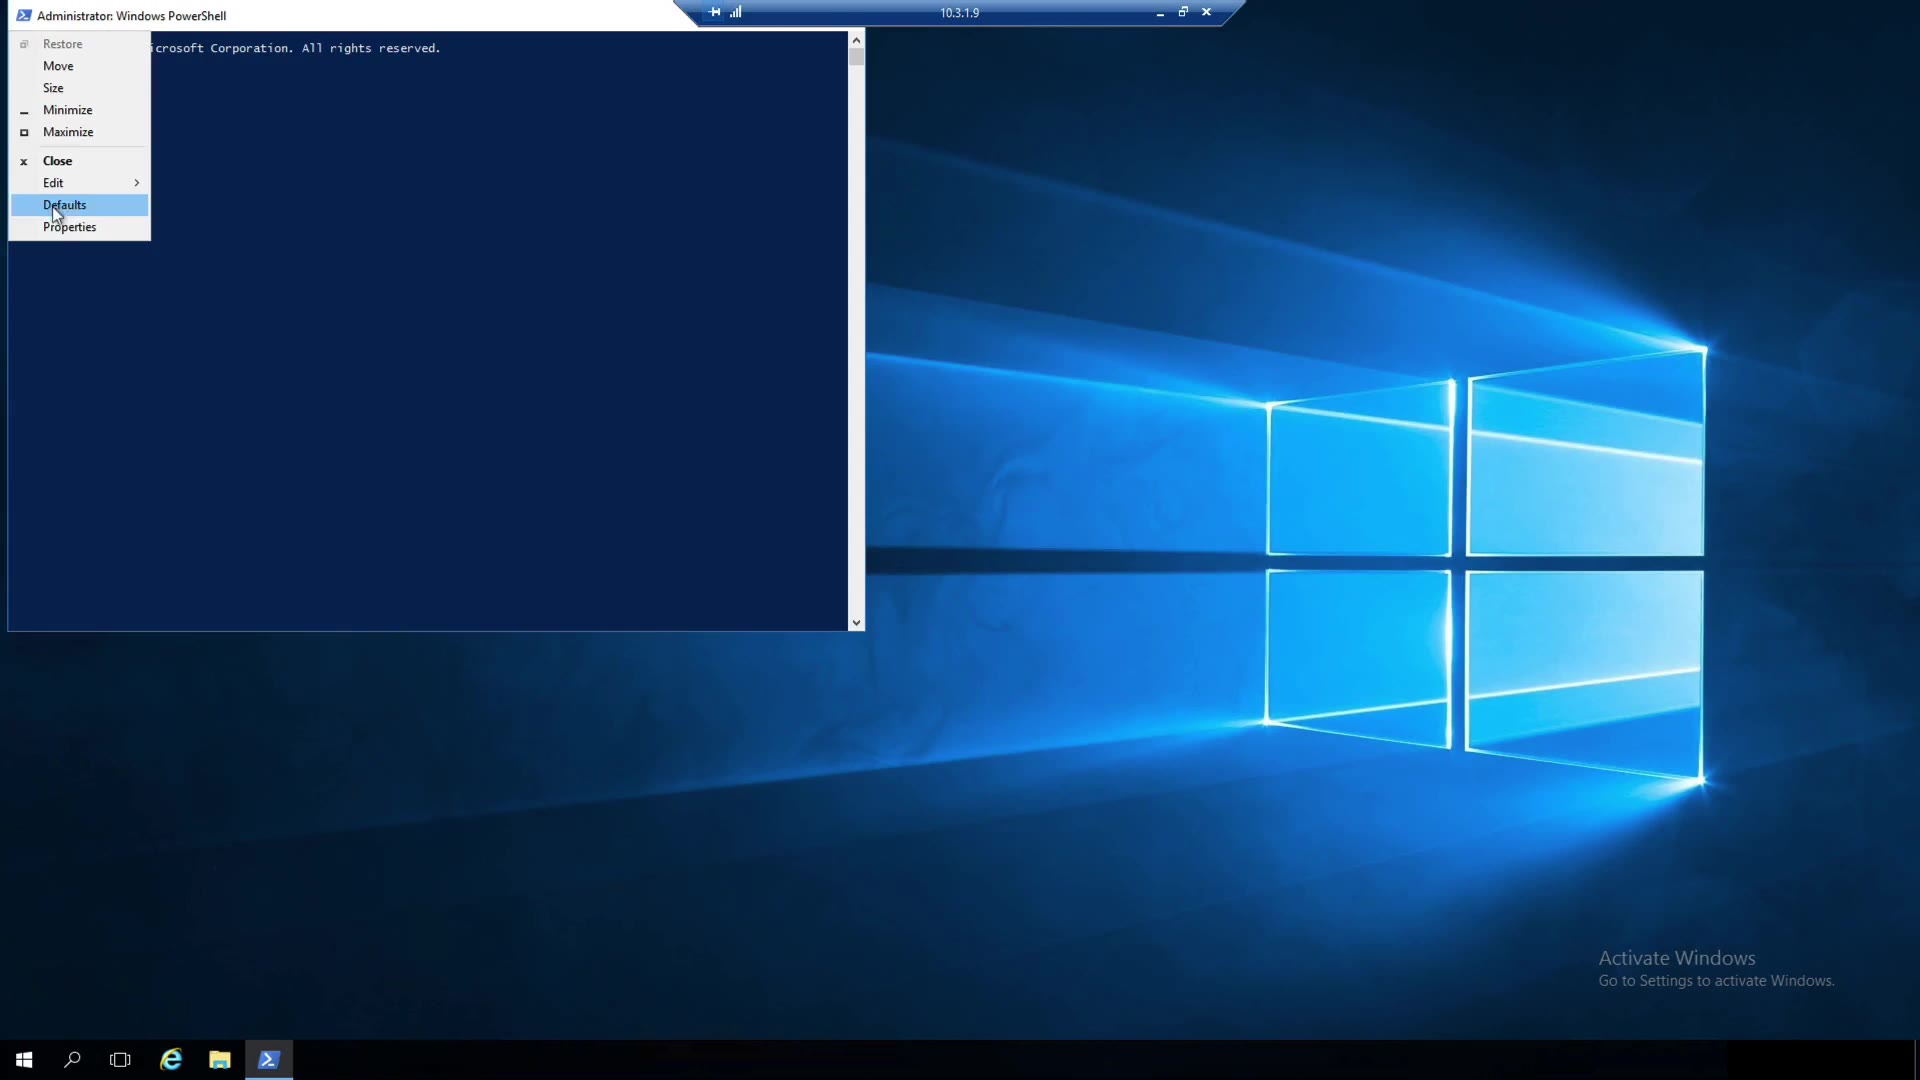 Administrator: Windows PowerShell
10.3.1.9
Restore
icrosoft Corporation. All rights reserved.
Move
Size
Minimize
Maximize
Close
Edit
Defaults
Properties
Activate Windows
Go to Settings to activate Windows.